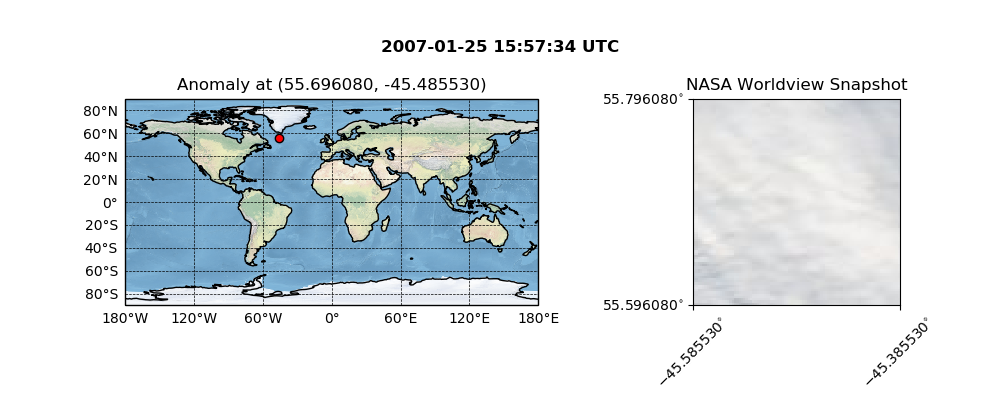 2007-01-25 15:57:34 UTC
Anomaly at (55.696080, -45.485530)
80°N
60°N
40°N
20°N
0°
20°S
40°S
60°S
80°S
180°W 120°W 60°W 0° 60°E 120°E 180°E
NASA Worldview Snapshot
55.796080°
55.596080°
−45.585530° −45.385530°